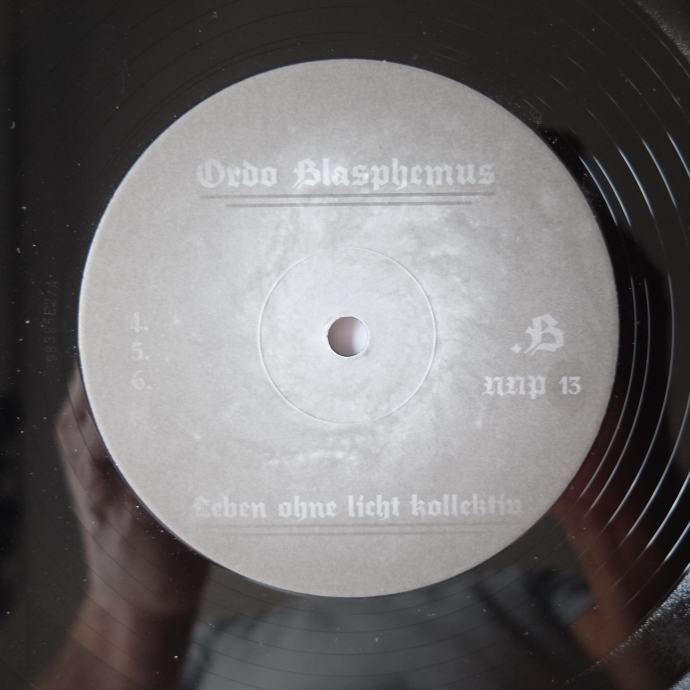 Ordo Blasphemus
4.
5.
6.
.B
NNP 13
Leben ohne licht kollektiv